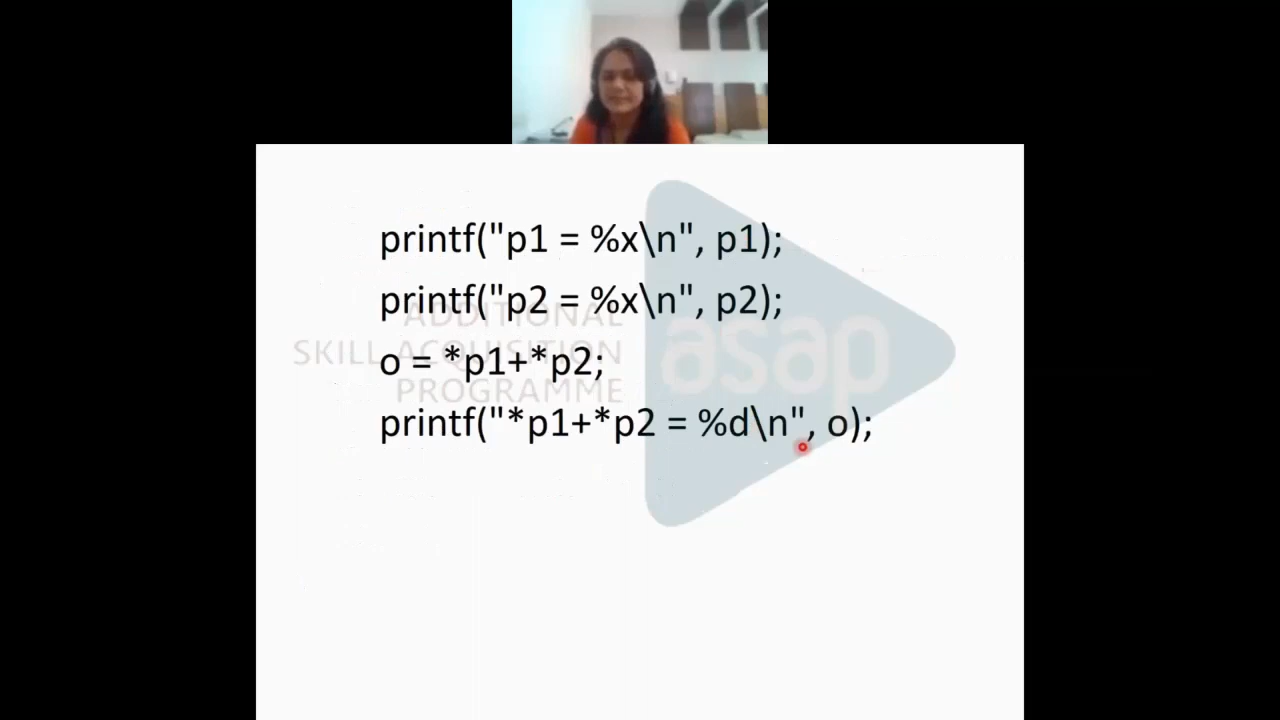 printf("p1 = %x\n", p1);
printf("p2 = %x\n", p2);
o = *p1+*p2;
printf("*p1+*p2 = %d\n", o);
ADDITIONAL
SKILL ACQUISITION
PROGRAMME
asap